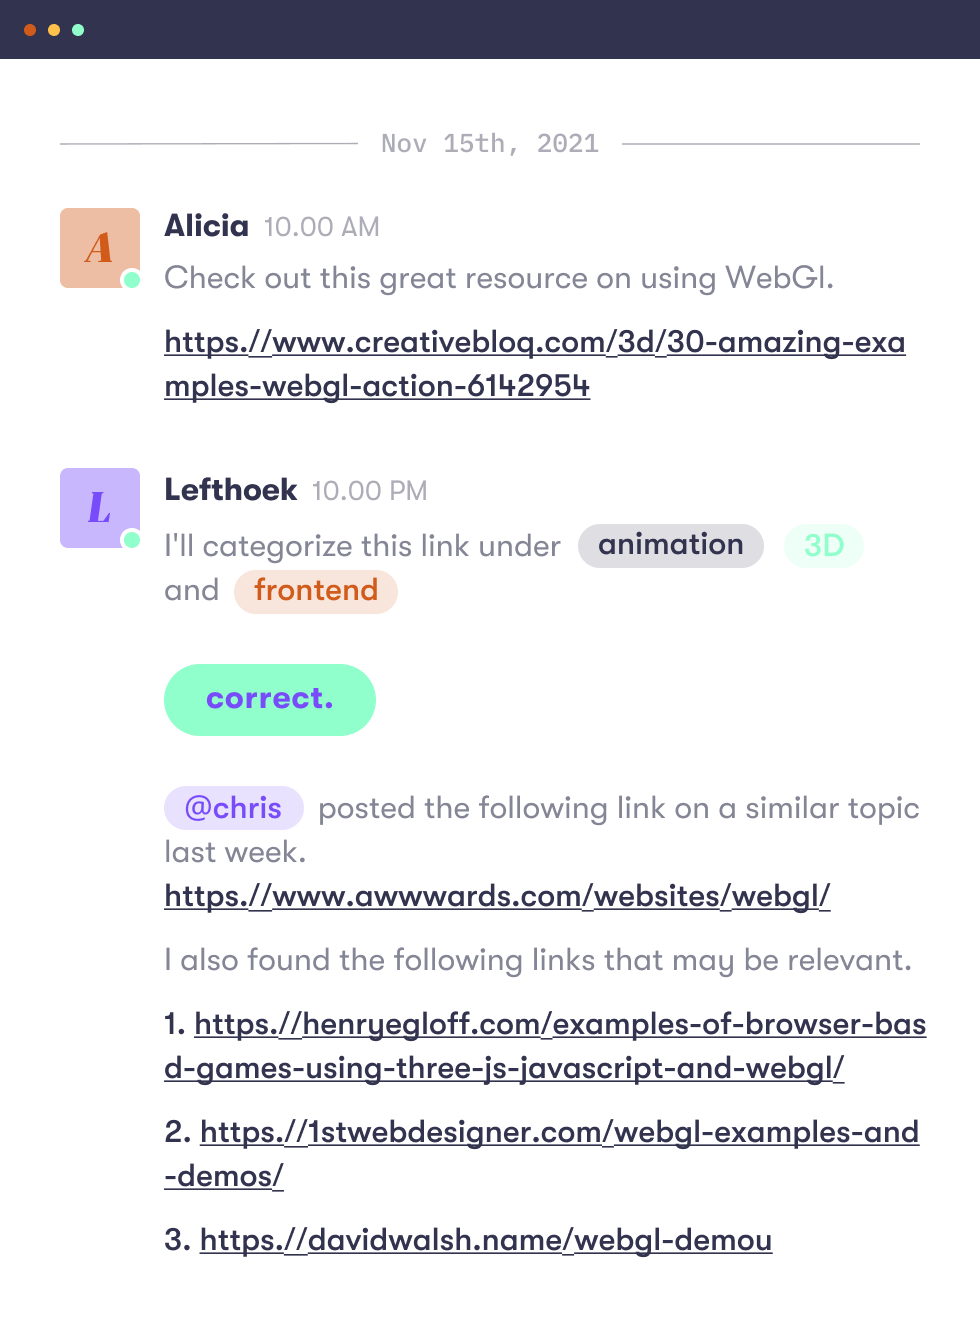 Nov 15th, 2021
A
Alicia 10.00 AM
Check out this great resource on using WebGl.
https.//www.creativebloq.com/3d/30-amazing-exa
mples-webgl-action-6142954
L
Lefthoek 10.00 PM
I'll categorize this link under animation 3D
and frontend
correct.
@chris posted the following link on a similar topic
last week.
https.//www.awwwards.com/websites/webgl/
I also found the following links that may be relevant.
1. https.//henryegloff.com/examples-of-browser-bas
d-games-using-three-js-javascript-and-webgl/
2. https.//1stwebdesigner.com/webgl-examples-and
-demos/
3. https.//davidwalsh.name/webgl-demou